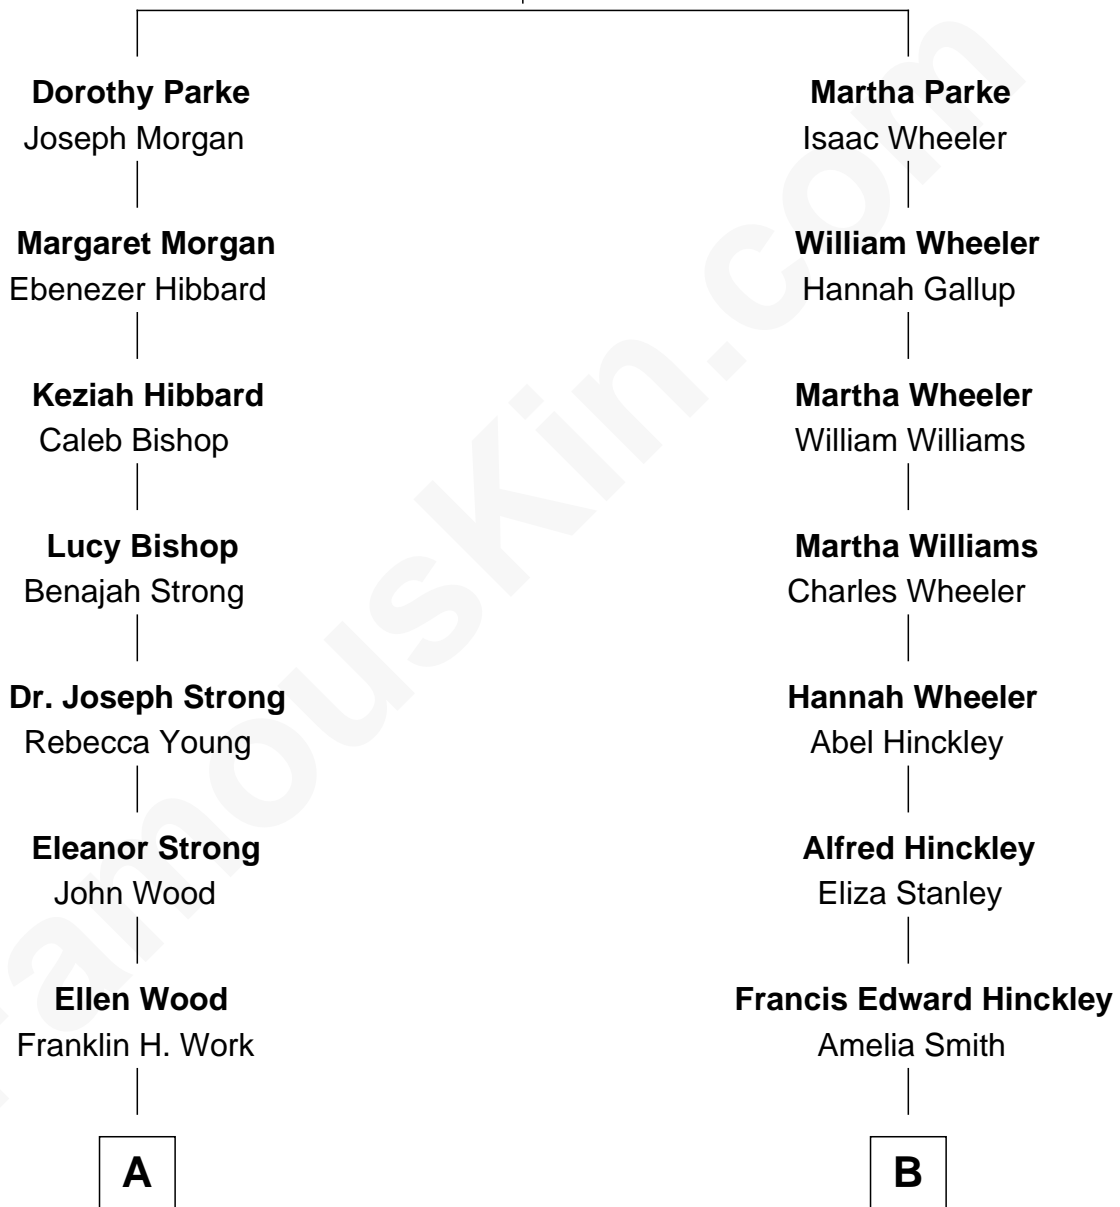 Dorothy Parke
Joseph Morgan
Margaret Morgan
Ebenezer Hibbard
Keziah Hibbard
Caleb Bishop
Lucy Bishop
Benajah Strong
Dr. Joseph Strong
Rebecca Young
Eleanor Strong
John Wood
Ellen Wood
Franklin H. Work
A
Martha Parke
Isaac Wheeler
William Wheeler
Hannah Gallup
Martha Wheeler
William Williams
Martha Williams
Charles Wheeler
Hannah Wheeler
Abel Hinckley
Alfred Hinckley
Eliza Stanley
Francis Edward Hinckley
Amelia Smith
B
FamousKin.com